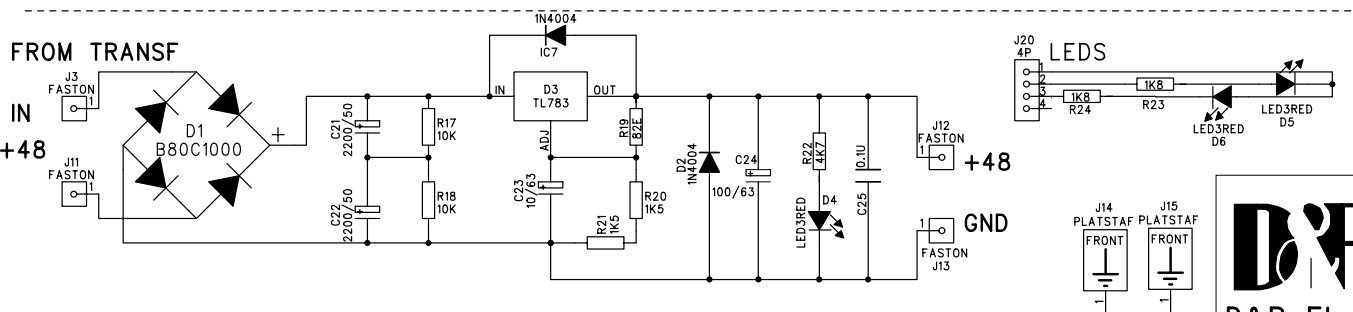 FROM TRANSF
J3
FASTON
1
IN
+48
J11
FASTON
1
D1
B80C1000
+
C21
2200/50
R17
10K
C22
2200/50
R18
10K
1N4004
IC7
IN
D3
TL783
OUT
ADJ
R19
82E
C23
10/63
R20
1K5
R21
1K5
D2
1N4004
C24
100/63
R22
4K7
LED3RED
D4
0.1U
C25
J12
FASTON
1
+48
1
GND
FASTON
J13
J20
4P
LEDS
1
2
3
4
1K8
R23
1K8
R24
LED3RED
D5
LED3RED
D6
J14
PLATSTAF
FRONT
1
J15
PLATSTAF
FRONT
1
D&R